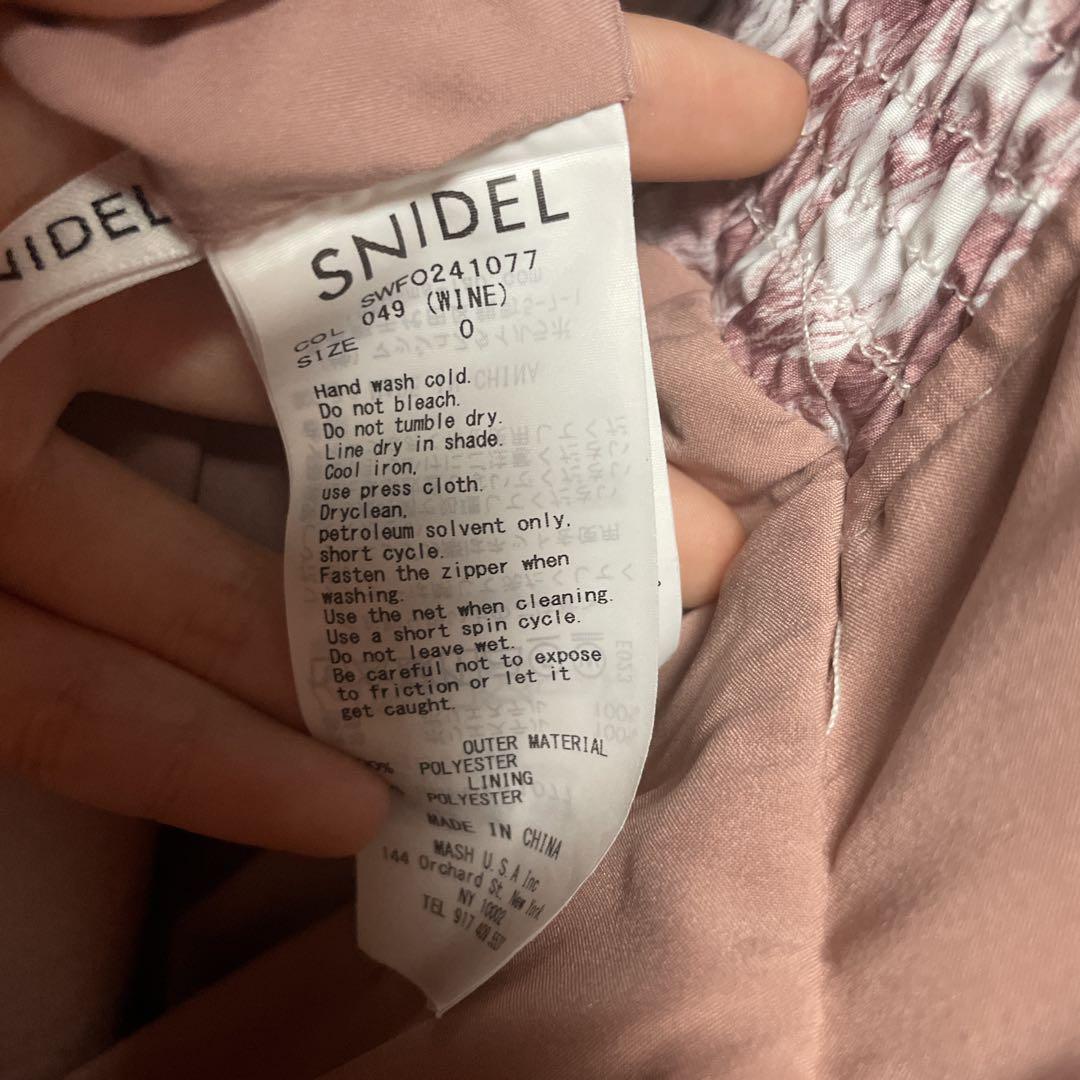 SNIDEL
SWFO241077
COL 049 (WINE)
SIZE 0
Hand wash cold.
Do not bleach.
Do not tumble dry.
Line dry in shade.
Cool iron,
use press cloth.
Dryclean,
petroleum solvent only,
short cycle.
Fasten the zipper when
washing.
Use the net when cleaning.
Use a short spin cycle.
Do not leave wet.
Be careful not to expose
to friction or let it
get caught.
OUTER MATERIAL
POLYESTER
LINING
POLYESTER
MADE IN CHINA
MASH U.S.A Inc
144 Orchard St, New York
NY 10002
TEL 917 409
NIDEL